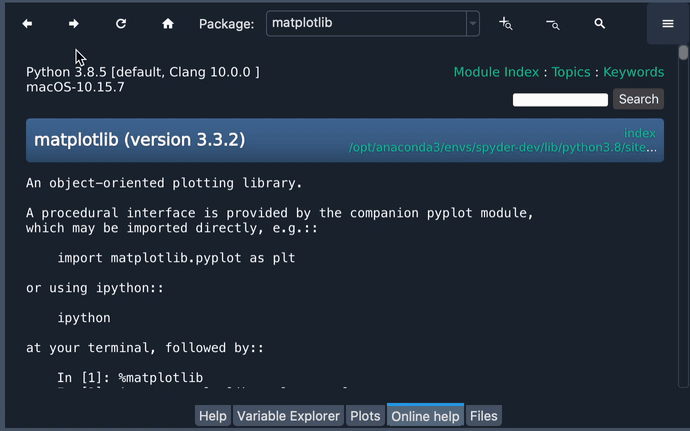 Package: matplotlib
Python 3.8.5 [default, Clang 10.0.0 ]
macOS-10.15.7
Module Index : Topics : Keywords
Search
matplotlib (version 3.3.2)
index
/opt/anaconda3/envs/spyder-dev/lib/python3.8/site...
An object-oriented plotting library.
A procedural interface is provided by the companion pyplot module,
which may be imported directly, e.g.::
import matplotlib.pyplot as plt
or using ipython::
ipython
at your terminal, followed by::
In [1]: %matplotlib
Help Variable Explorer Plots Online help Files